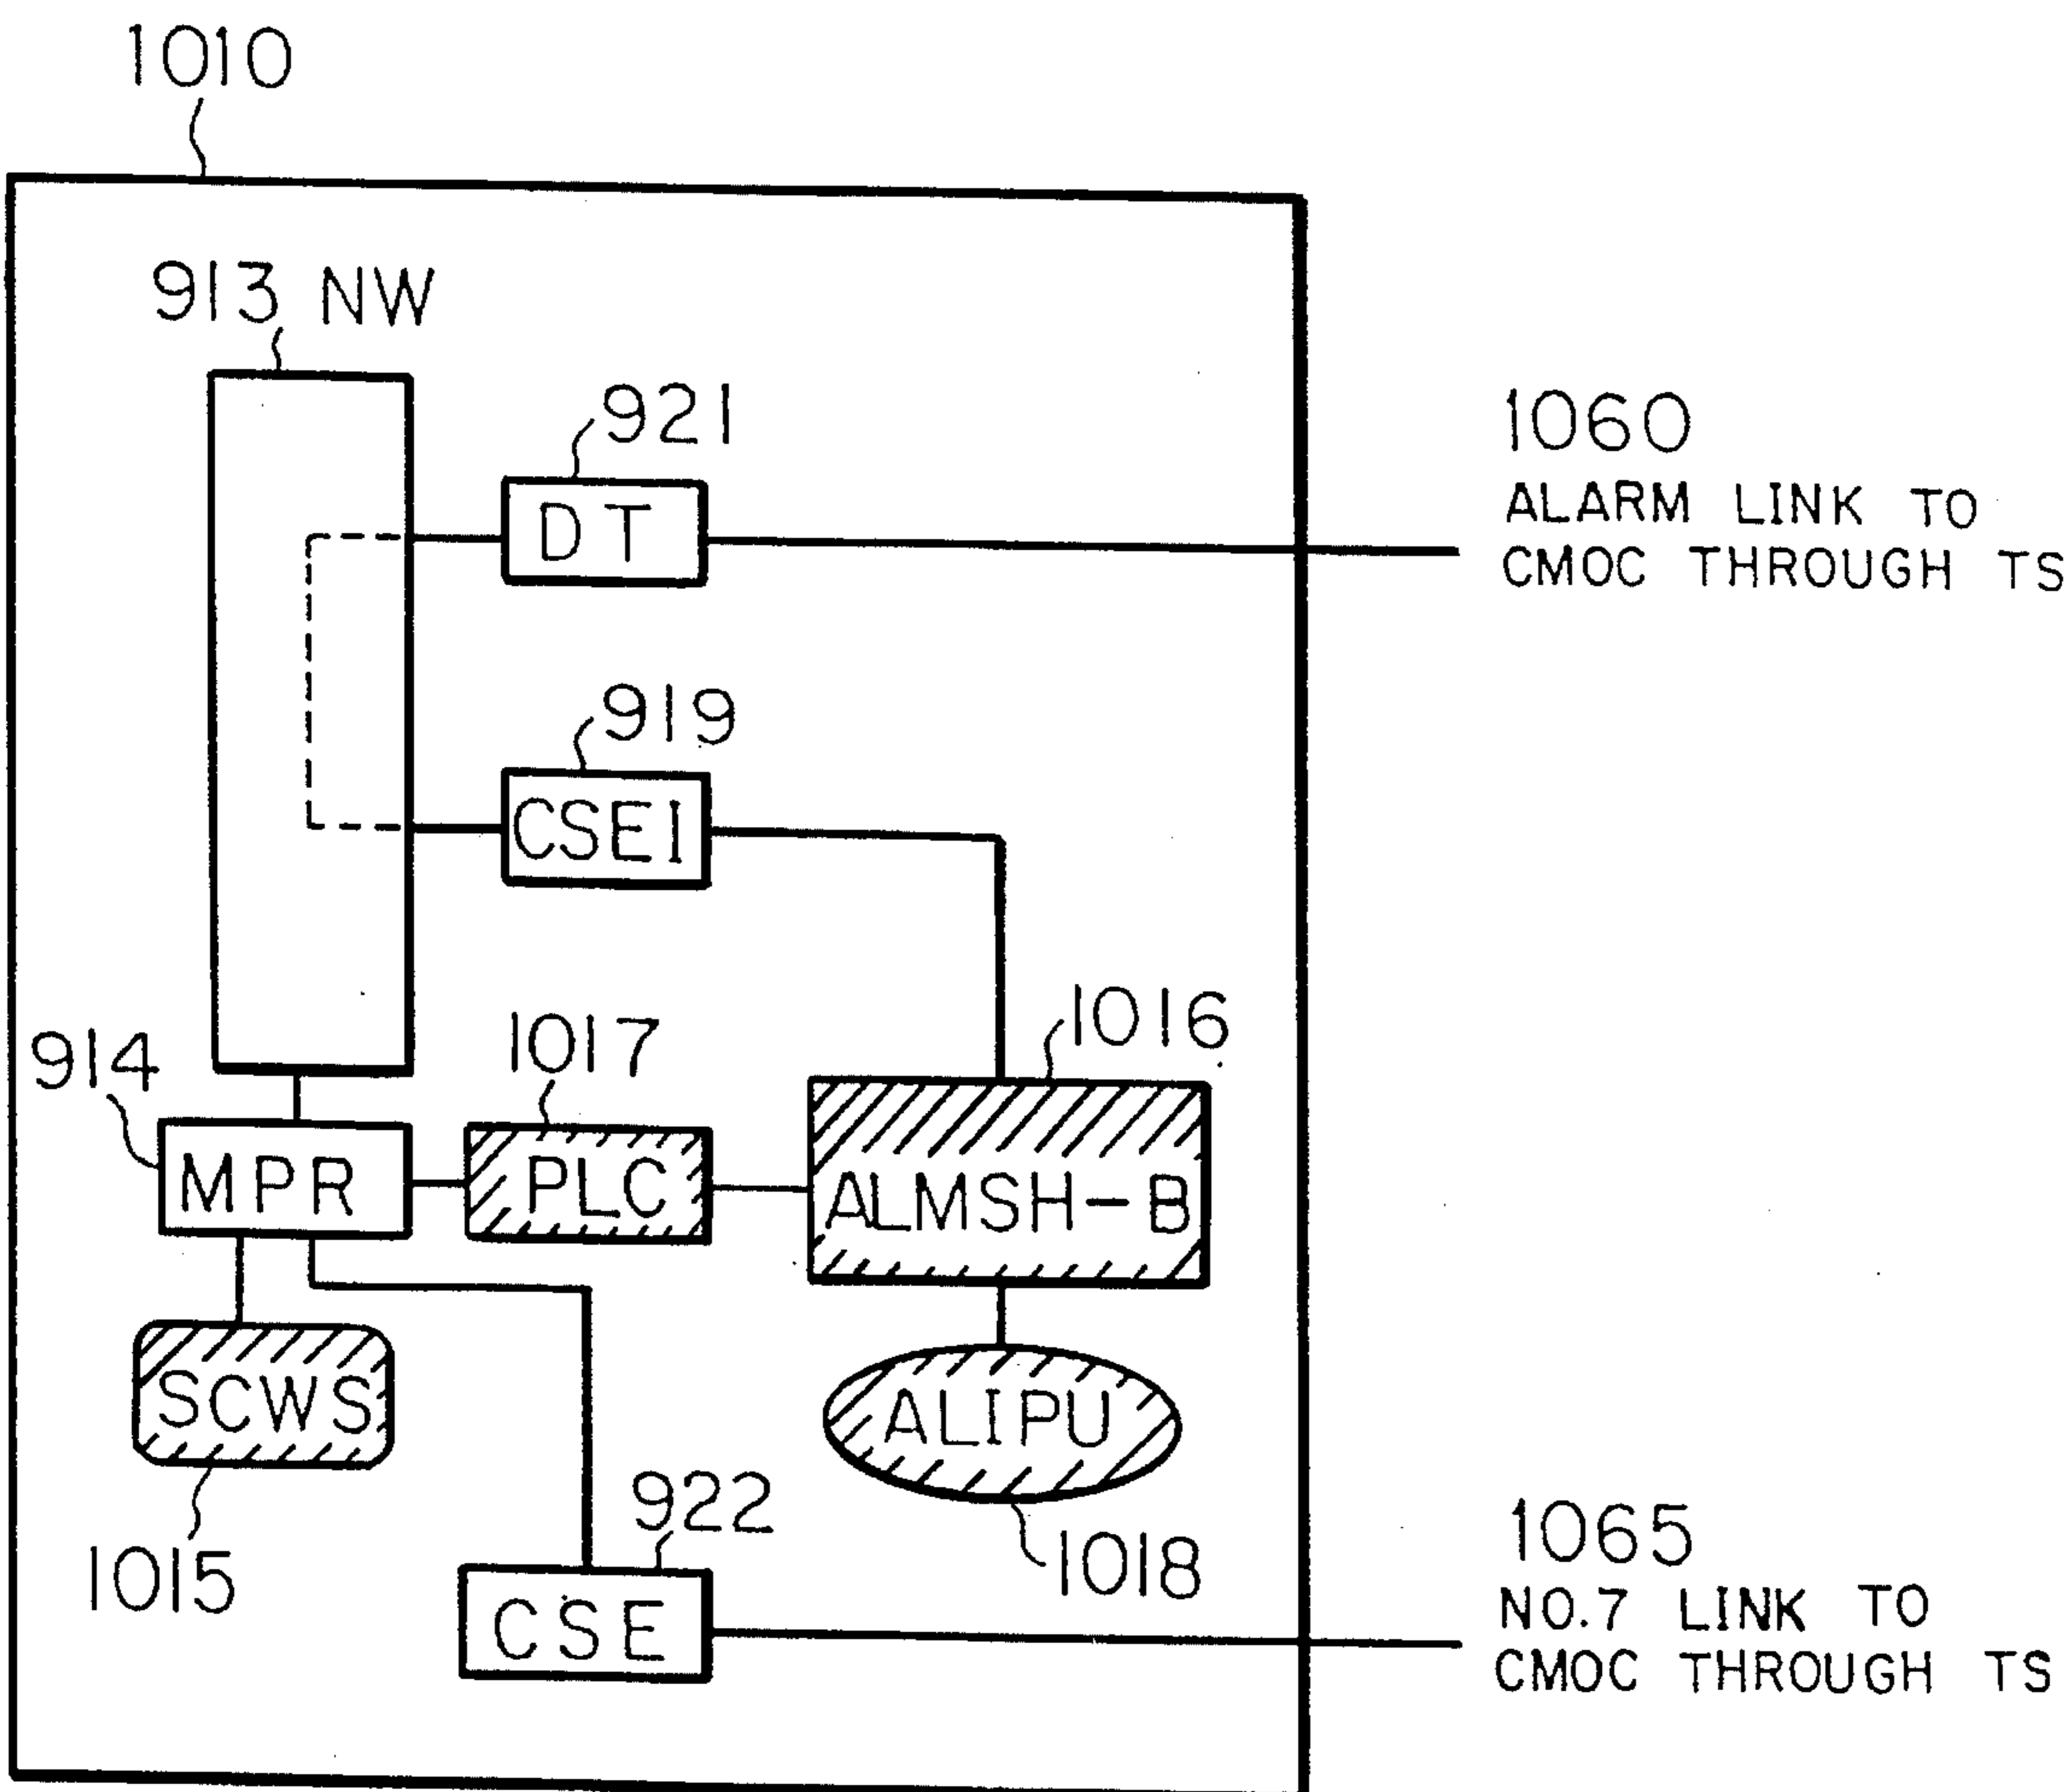 1010
913 NW
921
DT
1060
ALARM LINK TO
CMOC THROUGH TS
919
CSEI
1016
1017
914
MPR
PLC
ALMSH-B
SCWS
ALIPU
922
1018
1015
CSE
1065
NO.7 LINK TO
CMOC THROUGH TS